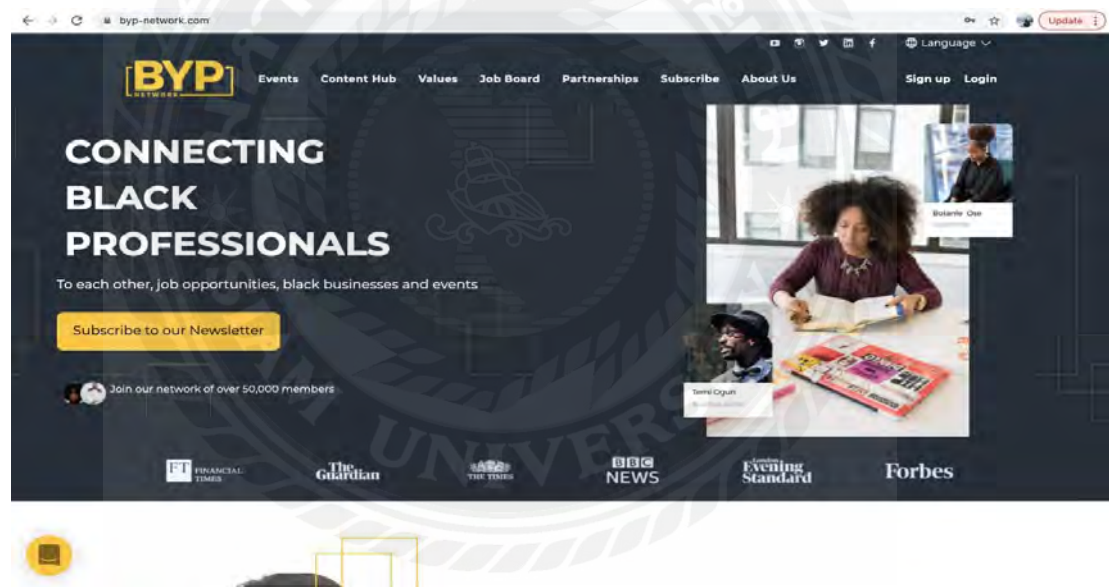 byp-network.com
Update
Language
[BYP]
NETWORK
Events Content Hub Values Job Board Partnerships Subscribe About Us Sign up Login
CONNECTING
BLACK
PROFESSIONALS
To each other, job opportunities, black businesses and events
Subscribe to our Newsletter
Join our network of over 50,000 members
Bolanle Ose
Temi Ogun
FT FINANCIAL
TIMES
The
Guardian
THE TIMES
BBC
NEWS
London
Evening
Standard
Forbes
SIAM UNIVERSITY